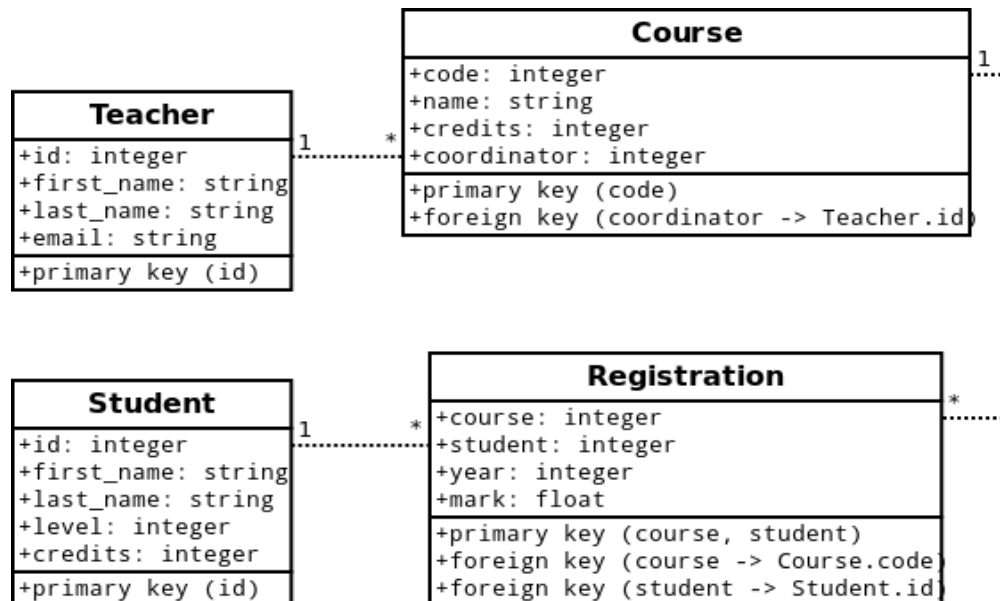 Teacher
+id: integer
+first_name: string
+last_name: string
+email: string
+primary key (id)
1
*
Course
+code: integer
+name: string
+credits: integer
+coordinator: integer
+primary key (code)
+foreign key (coordinator -> Teacher.id)
1
Student
+id: integer
+first_name: string
+last_name: string
+level: integer
+credits: integer
+primary key (id)
1
*
Registration
+course: integer
+student: integer
+year: integer
+mark: float
+primary key (course, student)
+foreign key (course -> Course.code)
+foreign key (student -> Student.id)
*